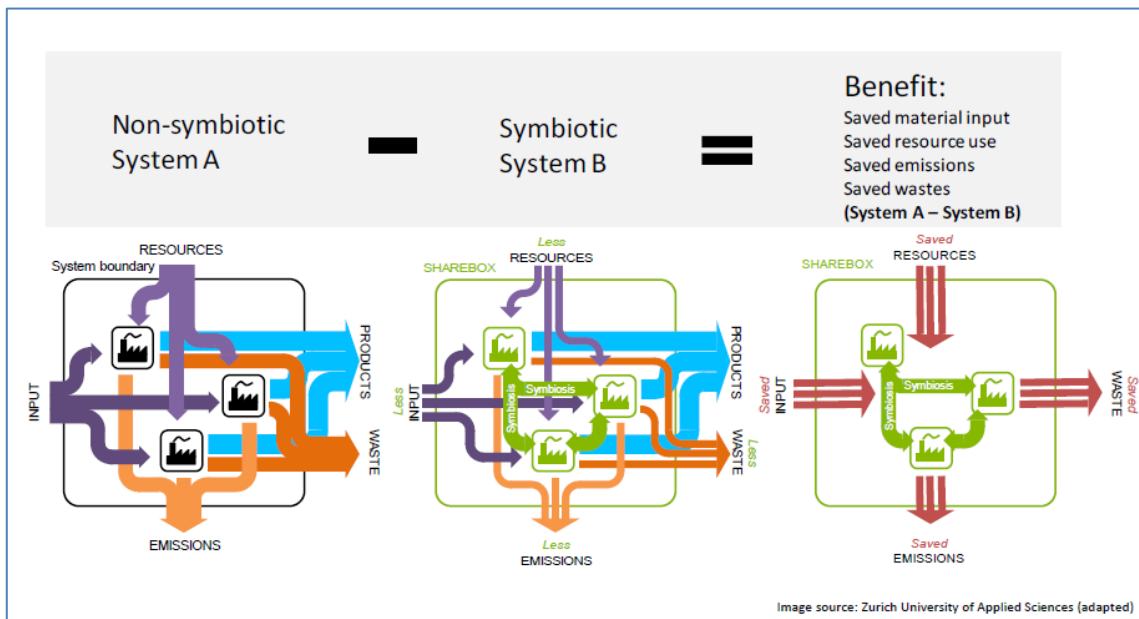 Non-symbiotic
System A
Symbiotic
System B
Benefit:
Saved material input
Saved resource use
Saved emissions
Saved wastes
(System A – System B)
RESOURCES
System boundary
INPUT
PRODUCTS
WASTE
EMISSIONS
Less
RESOURCES
SHAREBOX
Less
INPUT
Symbiosis
Symbiosis
PRODUCTS
WASTE
Less
Less
EMISSIONS
Saved
RESOURCES
SHAREBOX
Saved
INPUT
Symbiosis
Symbiosis
WASTE
Saved
Saved
EMISSIONS
Image source: Zurich University of Applied Sciences (adapted)